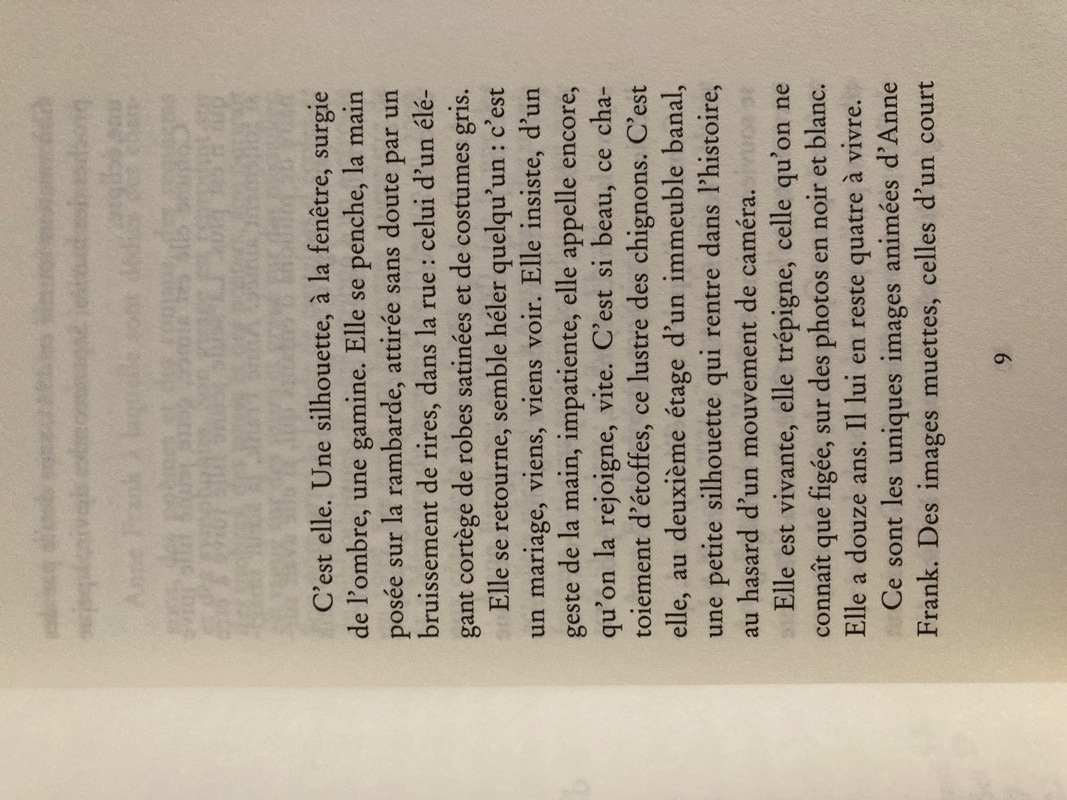 C'est elle. Une silhouette, à la fenêtre, surgie
de l'ombre, une gamine. Elle se penche, la main
posée sur la rambarde, attirée sans doute par un
bruissement de rires, dans la rue : celui d'un élé-
gant cortège de robes satinées et de costumes gris.
Elle se retourne, semble héler quelqu'un : c'est
un mariage, viens, viens voir. Elle insiste, d'un
geste de la main, impatiente, elle appelle encore,
qu'on la rejoigne, vite. C'est si beau, ce cha-
toiement d'étoffes, ce lustre des chignons. C'est
elle, au deuxième étage d'un immeuble banal,
une petite silhouette qui rentre dans l'histoire,
au hasard d'un mouvement de caméra.
Elle est vivante, elle trépigne, celle qu'on ne
connaît que figée, sur des photos en noir et blanc.
Elle a douze ans. Il lui en reste quatre à vivre.
Ce sont les uniques images animées d'Anne
Frank. Des images muettes, celles d'un court
9